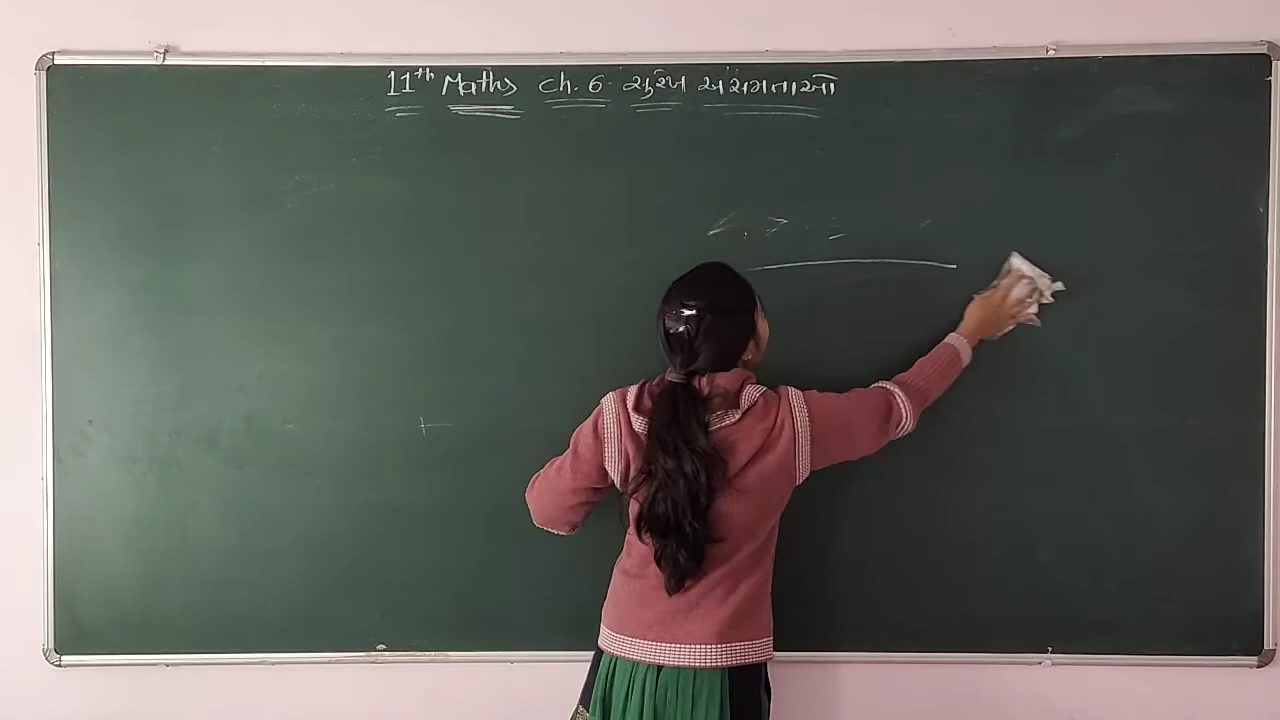 11th Maths ch. 6 સુરેખ અસમતાઓ
<, > . =